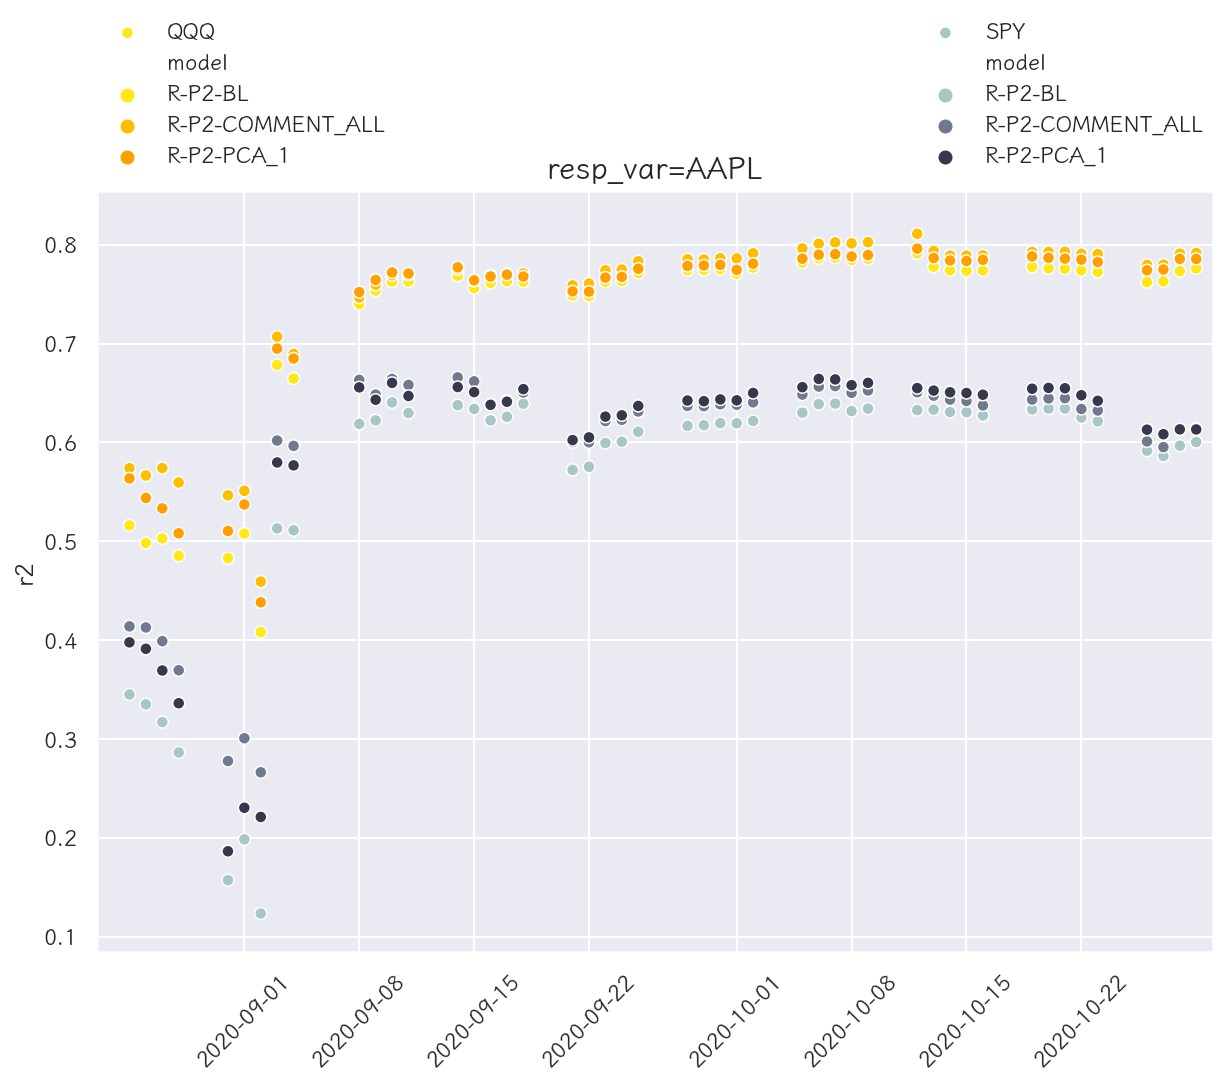 QQQ
model
R-P2-BL
R-P2-COMMENT_ALL
R-P2-PCA_1
SPY
model
R-P2-BL
R-P2-COMMENT_ALL
R-P2-PCA_1
resp_var=AAPL
0.8
0.7
0.6
0.5
0.4
0.3
0.2
0.1
r2
2020-09-01
2020-09-08
2020-09-15
2020-09-22
2020-10-01
2020-10-08
2020-10-15
2020-10-22